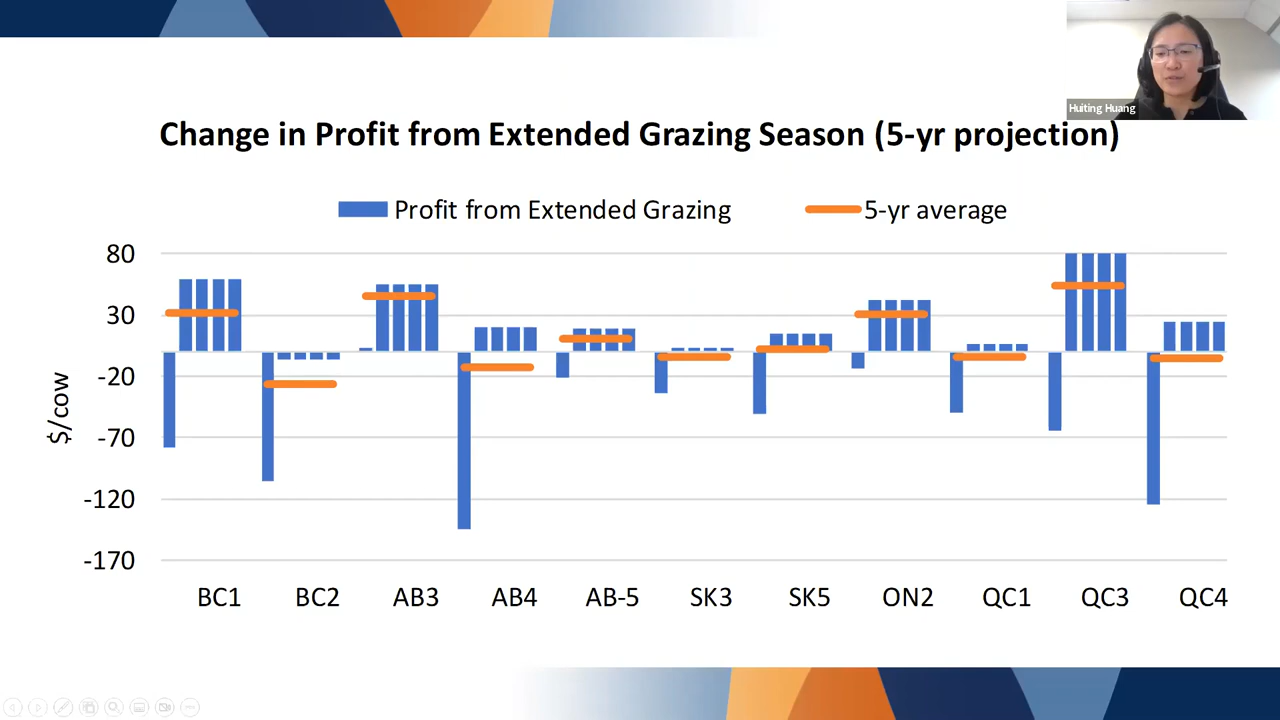 Huiting Huang
Change in Profit from Extended Grazing Season (5-yr projection)
Profit from Extended Grazing 5-yr average
80
30
-20
-70
-120
-170
$/cow
BC1 BC2 AB3 AB4 AB-5 SK3 SK5 ON2 QC1 QC3 QC4